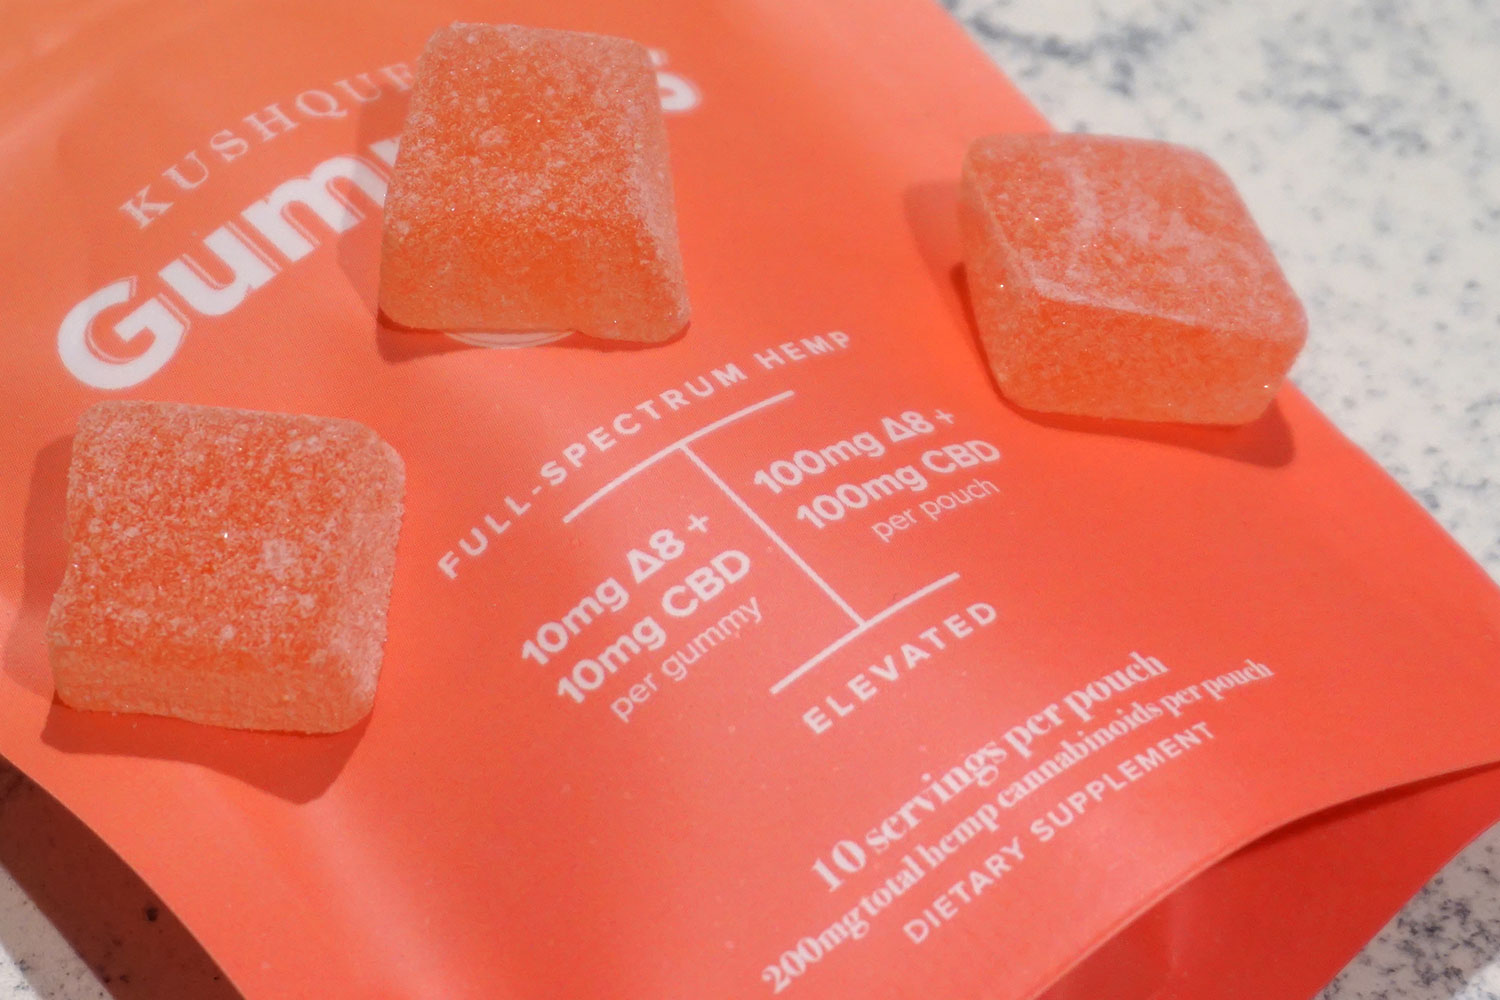 FULL-SPECTRUM HEMP
10mg Δ8 +
10mg CBD
per gummy
100mg Δ8 +
100mg CBD
per pouch
ELEVATED
10 servings per pouch
200mg total hemp cannabinoids per pouch
DIETARY SUPPLEMENT